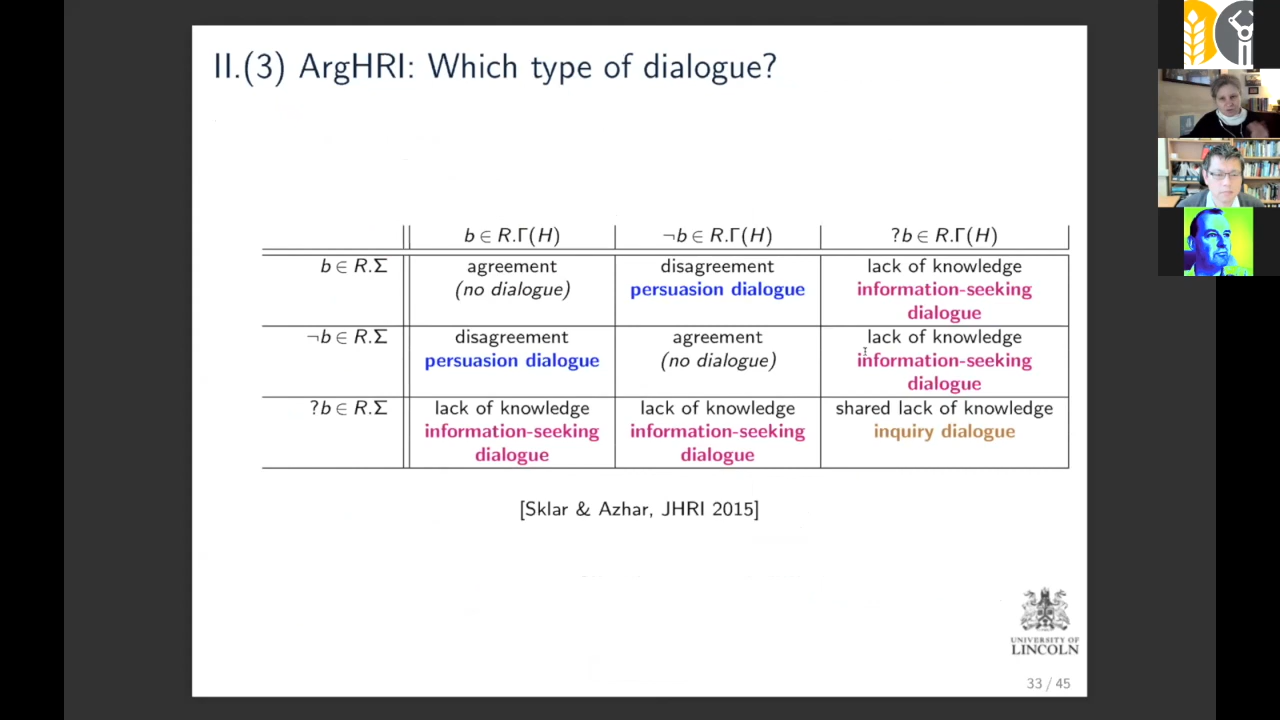 II.(3) ArgHRI: Which type of dialogue?
b ∈ R.Γ(H) ¬b ∈ R.Γ(H) ?b ∈ R.Γ(H)
b ∈ R.Σ agreement disagreement lack of knowledge
(no dialogue) persuasion dialogue information-seeking
dialogue
¬b ∈ R.Σ disagreement agreement lack of knowledge
persuasion dialogue (no dialogue) information-seeking
dialogue
?b ∈ R.Σ lack of knowledge lack of knowledge shared lack of knowledge
information-seeking information-seeking inquiry dialogue
dialogue dialogue
[Sklar & Azhar, JHRI 2015]
UNIVERSITY OF
LINCOLN
33 / 45